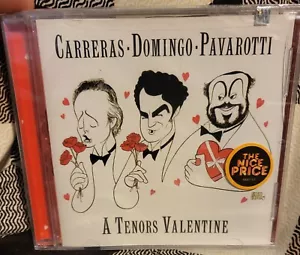 CARRERAS · DOMINGO · PAVAROTTI
THE
NICE
PRICE
A TENORS VALENTINE